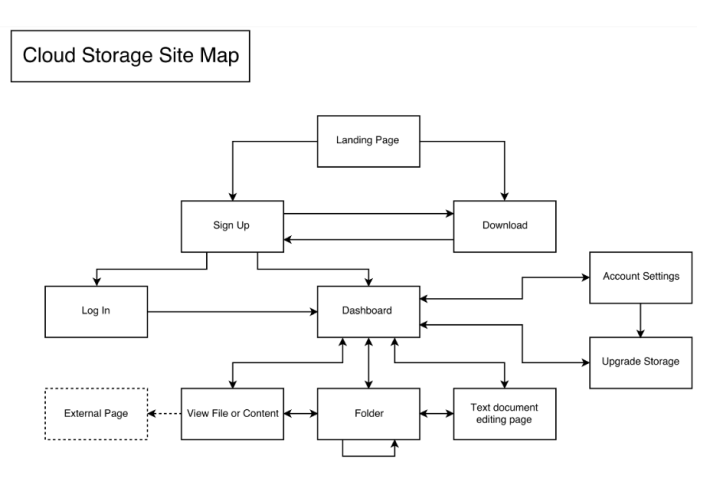 Cloud Storage Site Map
Landing Page
Sign Up
Download
Account Settings
Log In
Dashboard
Upgrade Storage
External Page
View File or Content
Folder
Text document
editing page